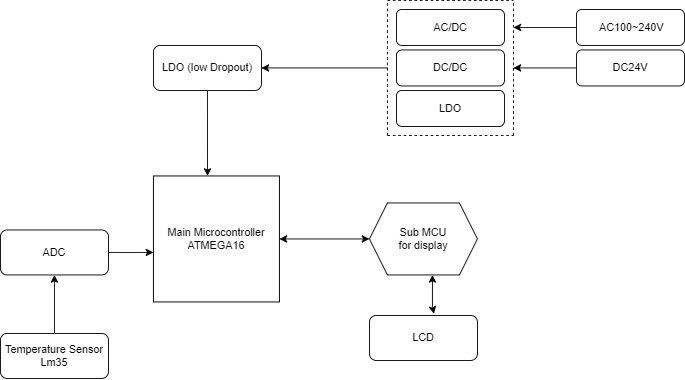 AC/DC
AC100~240V
LDO (low Dropout)
DC/DC
DC24V
LDO
Main Microcontroller
ATMEGA16
Sub MCU
for display
ADC
LCD
Temperature Sensor
Lm35